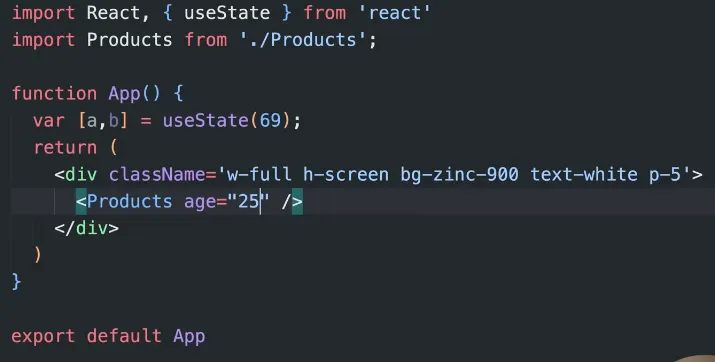 import React, { useState } from 'react'
import Products from './Products';
function App() {
var [a,b] = useState(69);
return (
<div className='w-full h-screen bg-zinc-900 text-white p-5'>
<Products age="25" />
</div>
)
}
export default App